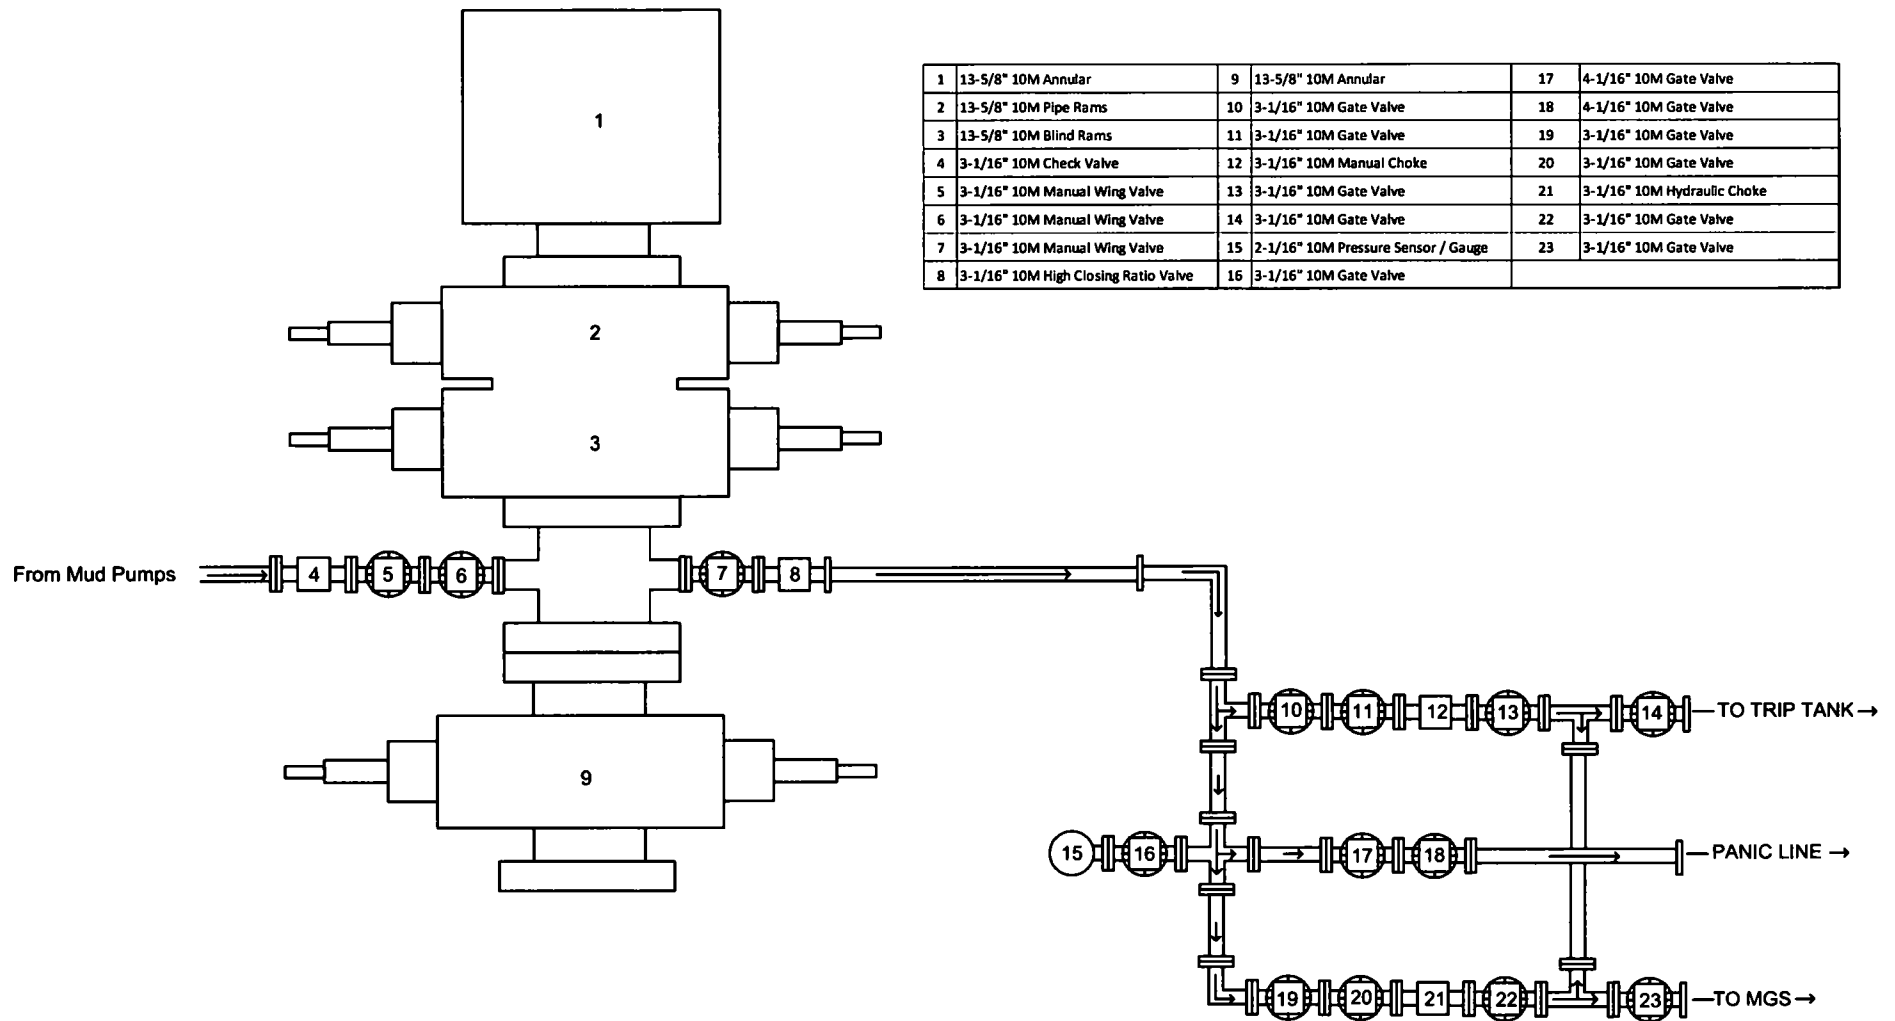 1 13-5/8" 10M Annular 9 13-5/8" 10M Annular 17 4-1/16" 10M Gate Valve
2 13-5/8" 10M Pipe Rams 10 3-1/16" 10M Gate Valve 18 4-1/16" 10M Gate Valve
3 13-5/8" 10M Blind Rams 11 3-1/16" 10M Gate Valve 19 3-1/16" 10M Gate Valve
4 3-1/16" 10M Check Valve 12 3-1/16" 10M Manual Choke 20 3-1/16" 10M Gate Valve
5 3-1/16" 10M Manual Wing Valve 13 3-1/16" 10M Gate Valve 21 3-1/16" 10M Hydraulic Choke
6 3-1/16" 10M Manual Wing Valve 14 3-1/16" 10M Gate Valve 22 3-1/16" 10M Gate Valve
7 3-1/16" 10M Manual Wing Valve 15 2-1/16" 10M Pressure Sensor / Gauge 23 3-1/16" 10M Gate Valve
8 3-1/16" 10M High Closing Ratio Valve 16 3-1/16" 10M Gate Valve
1
2
3
From Mud Pumps 4 5 6 7 8
10 11 12 13 14 TO TRIP TANK
9
15 16 17 18 PANIC LINE
19 20 21 22 23 TO MGS